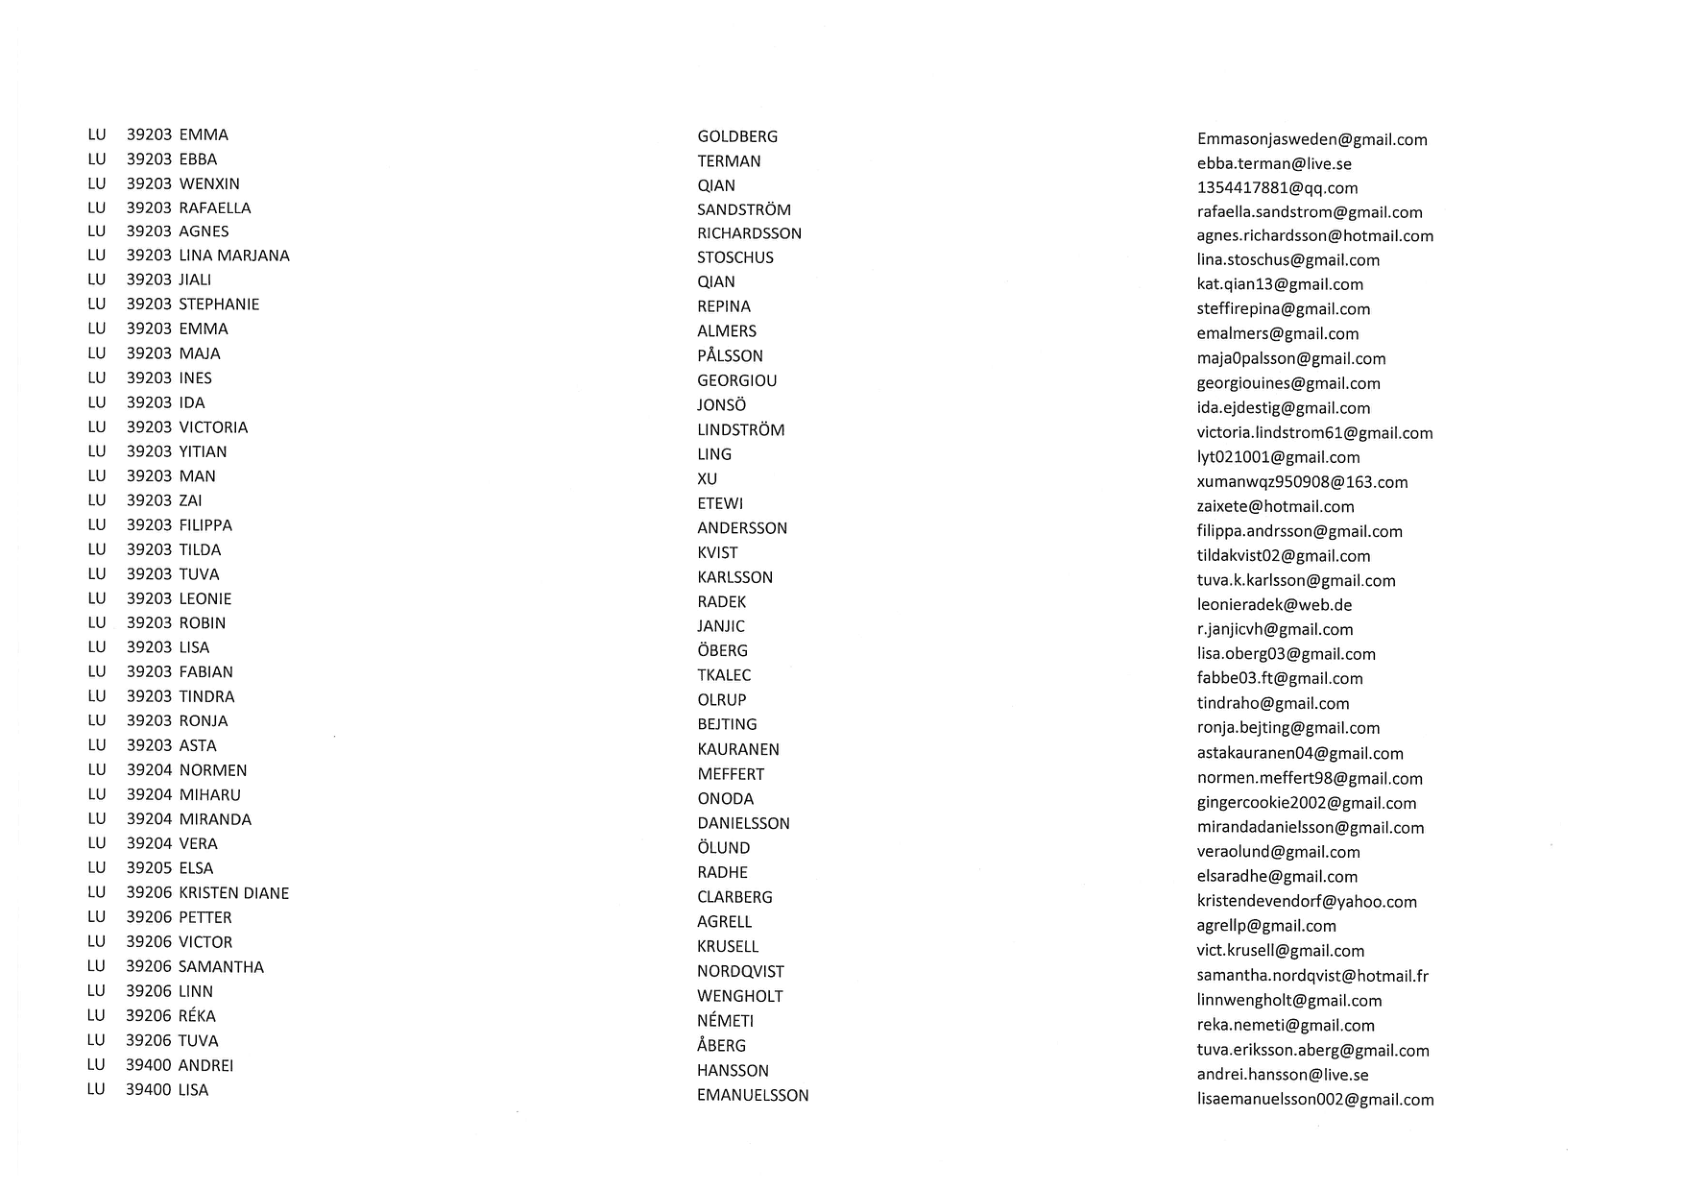 LU 39203 EMMA GOLDBERG Emmasonjasweden@gmail.com
LU 39203 EBBA TERMAN ebba.terman@live.se
LU 39203 WENXIN QIAN 1354417881@qq.com
LU 39203 RAFAELLA SANDSTRÖM rafaella.sandstrom@gmail.com
LU 39203 AGNES RICHARDSSON agnes.richardsson@hotmail.com
LU 39203 LINA MARJANA STOSCHUS lina.stoschus@gmail.com
LU 39203 JIALI QIAN kat.qian13@gmail.com
LU 39203 STEPHANIE REPINA steffirepina@gmail.com
LU 39203 EMMA ALMERS emalmers@gmail.com
LU 39203 MAJA PÅLSSON maja0palsson@gmail.com
LU 39203 INES GEORGIOU georgiouines@gmail.com
LU 39203 IDA JONSÖ ida.ejdestig@gmail.com
LU 39203 VICTORIA LINDSTRÖM victoria.lindstrom61@gmail.com
LU 39203 YITIAN LING lyt021001@gmail.com
LU 39203 MAN XU xumanwqz950908@163.com
LU 39203 ZAI ETEWI zaixete@hotmail.com
LU 39203 FILIPPA ANDERSSON filippa.andrsson@gmail.com
LU 39203 TILDA KVIST tildakvist02@gmail.com
LU 39203 TUVA KARLSSON tuva.k.karlsson@gmail.com
LU 39203 LEONIE RADEK leonieradek@web.de
LU 39203 ROBIN JANJIC r.janjicvh@gmail.com
LU 39203 LISA ÖBERG lisa.oberg03@gmail.com
LU 39203 FABIAN TKALEC fabbe03.ft@gmail.com
LU 39203 TINDRA OLRUP tindraho@gmail.com
LU 39203 RONJA BEJTING ronja.bejting@gmail.com
LU 39203 ASTA KAURANEN astakauranen04@gmail.com
LU 39204 NORMEN MEFFERT normen.meffert98@gmail.com
LU 39204 MIHARU ONODA gingercookie2002@gmail.com
LU 39204 MIRANDA DANIELSSON mirandadanielsson@gmail.com
LU 39204 VERA ÖLUND veraolund@gmail.com
LU 39205 ELSA RADHE elsaradhe@gmail.com
LU 39206 KRISTEN DIANE CLARBERG kristendevendorf@yahoo.com
LU 39206 PETTER AGRELL agrellp@gmail.com
LU 39206 VICTOR KRUSELL vict.krusell@gmail.com
LU 39206 SAMANTHA NORDQVIST samantha.nordqvist@hotmail.fr
LU 39206 LINN WENGHOLT linnwengholt@gmail.com
LU 39206 RÉKA NÉMETI reka.nemeti@gmail.com
LU 39206 TUVA ÅBERG tuva.eriksson.aberg@gmail.com
LU 39400 ANDREI HANSSON andrei.hansson@live.se
LU 39400 LISA EMANUELSSON lisaemanuelsson002@gmail.com